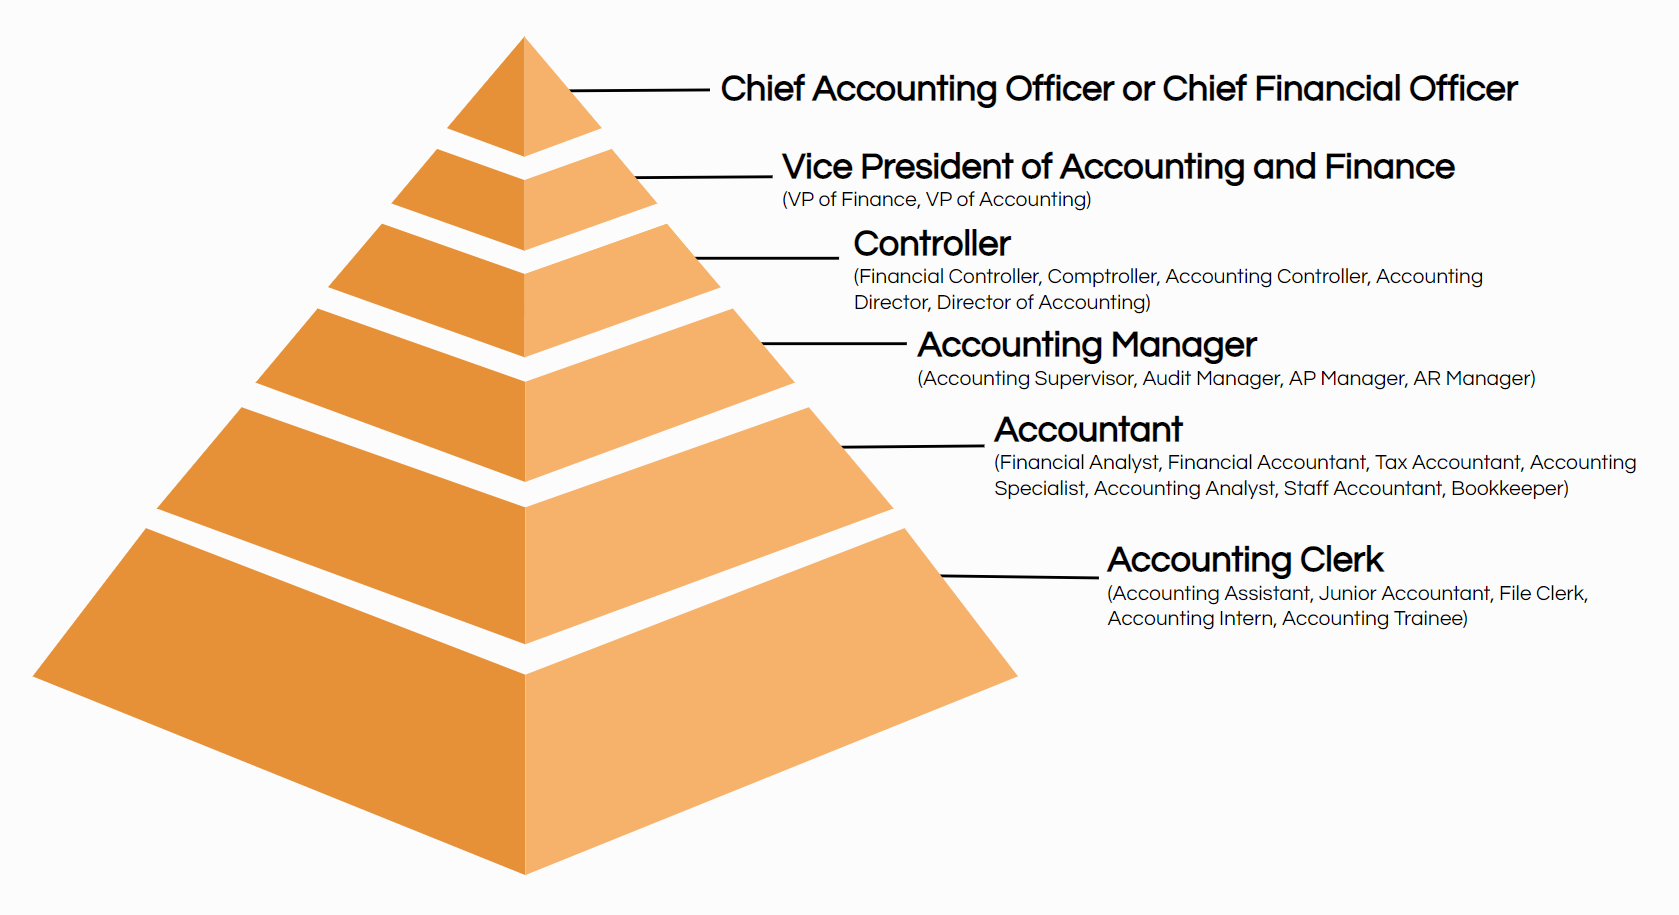 Chief Accounting Officer or Chief Financial Officer
Vice President of Accounting and Finance
(VP of Finance, VP of Accounting)
Controller
(Financial Controller, Comptroller, Accounting Controller, Accounting
Director, Director of Accounting)
Accounting Manager
(Accounting Supervisor, Audit Manager, AP Manager, AR Manager)
Accountant
(Financial Analyst, Financial Accountant, Tax Accountant, Accounting
Specialist, Accounting Analyst, Staff Accountant, Bookkeeper)
Accounting Clerk
(Accounting Assistant, Junior Accountant, File Clerk,
Accounting Intern, Accounting Trainee)